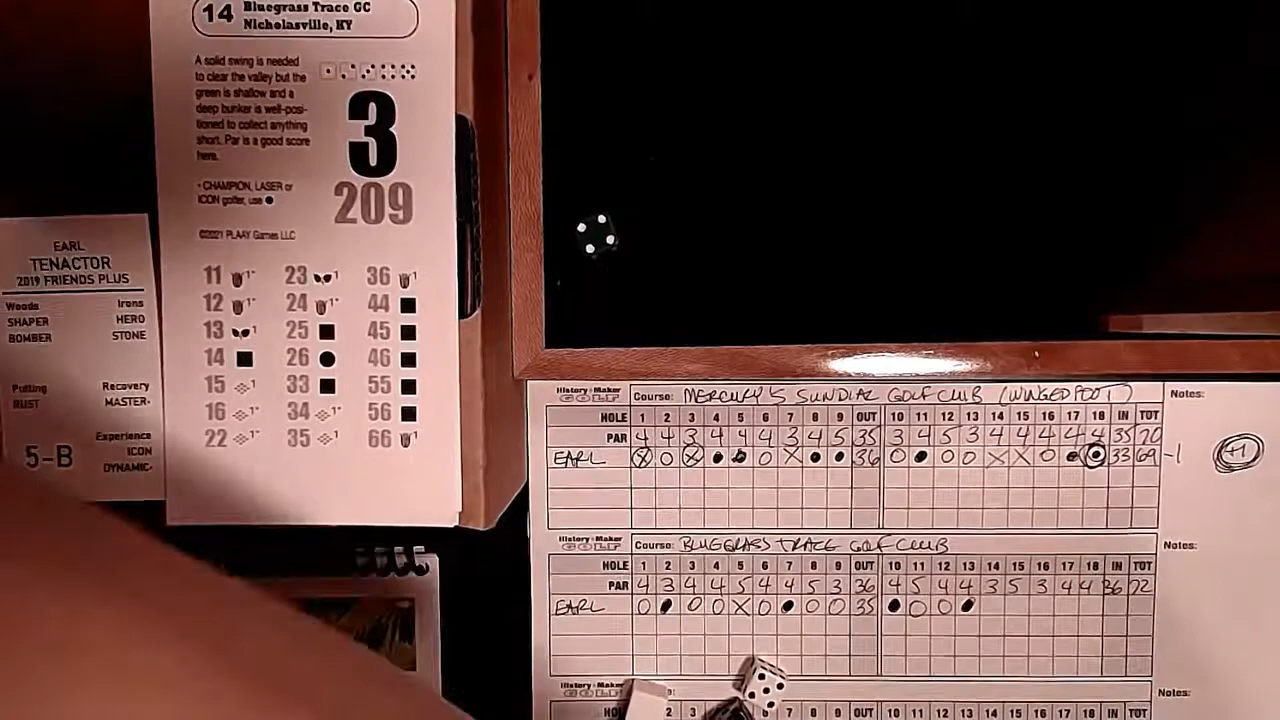 14 Bluegrass Trace GC
Nicholasville, KY
A solid swing is needed
to clear the valley but the
green is shallow and a
deep bunker is well-posi-
tioned to collect anything
short. Par is a good score
here.
3
209
• CHAMPION, LASER or
ICON golfer, use ●
©2021 PLAAY Games LLC
11 1* 23 1 36 1
12 1* 24 1* 44 ■
13 1 25 ■ 45 ■
14 ■ 26 ● 46 ■
15 1 33 ■ 55 ■
16 1 34 1 56 ■
22 1* 35 1 66 1
EARL
TENACTOR
2019 FRIENDS PLUS
Woods Irons
SHAPER HERO
BOMBER STONE
Putting Recovery
RUST MASTER•
Experience
5-B ICON
DYNAMIC•
History Maker GOLF Course: MERCURY'S SUNDIAL GOLF CLUB (WINGED FOOT) Notes:
HOLE 1 2 3 4 5 6 7 8 9 OUT 10 11 12 13 14 15 16 17 18 IN TOT
PAR 4 4 3 4 4 4 3 4 5 35 3 4 5 3 4 4 4 4 4 35 70
EARL X O X ● ● O X ● ● 36 O ● O O X X O ● ● 33 69 -1 +1
History Maker GOLF Course: BLUEGRASS TRACE GOLF CLUB Notes:
HOLE 1 2 3 4 5 6 7 8 9 OUT 10 11 12 13 14 15 16 17 18 IN TOT
PAR 4 3 4 4 5 4 4 5 3 36 4 5 4 4 3 5 3 4 4 36 72
EARL O ● O O X O ● O O 35 ● O O ●
History Maker GOLF Notes:
2 3 4 5 6 7 8 9 OUT 10 11 12 13 14 15 16 17 18 IN TOT